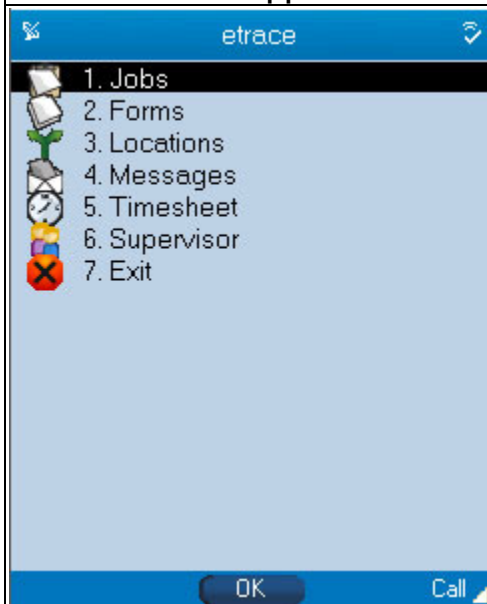 etrace
1. Jobs
2. Forms
3. Locations
4. Messages
5. Timesheet
6. Supervisor
7. Exit
OK
Call